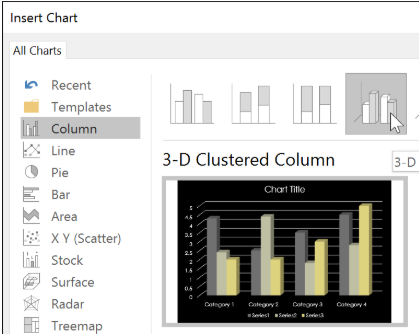 Insert Chart
All Charts
Recent
Templates
Column
Line
Pie
Bar
Area
X Y (Scatter)
Stock
Surface
Radar
Treemap
3-D Clustered Column
3-D
Chart Title
5
4.5
4
3.5
3
2.5
2
1.5
1
0.5
0
Category 1 Category 2 Category 3 Category 4
Series1 Series2 Series3